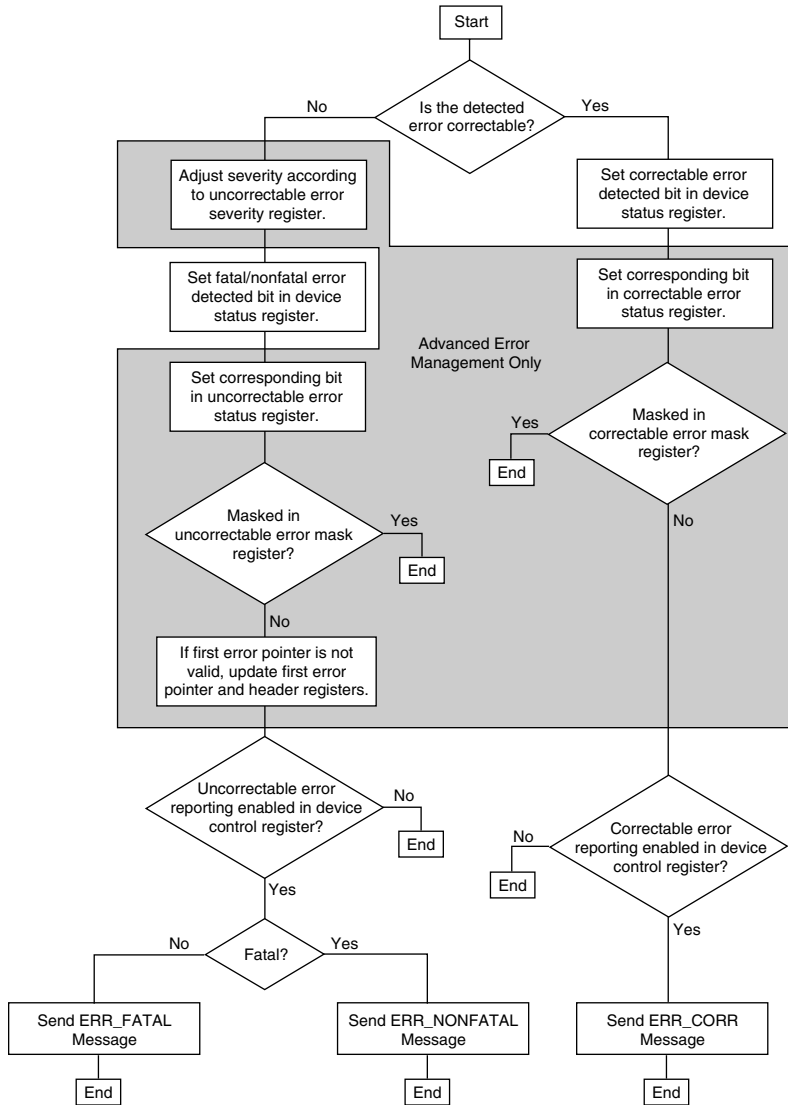 Start
Is the detected
error correctable?
No
Yes
Adjust severity according
to uncorrectable error
severity register.
Set correctable error
detected bit in device
status register.
Set fatal/nonfatal error
detected bit in device
status register.
Set corresponding bit
in correctable error
status register.
Advanced Error
Management Only
Set corresponding bit
in uncorrectable error
status register.
Masked in
correctable error mask
register?
Yes
End
No
Masked in
uncorrectable error mask
register?
Yes
End
No
If first error pointer is not
valid, update first error
pointer and header registers.
Uncorrectable error
reporting enabled in device
control register?
No
End
Yes
Correctable error
reporting enabled in device
control register?
No
End
Yes
Fatal?
No
Yes
Send ERR_FATAL
Message
End
Send ERR_NONFATAL
Message
End
Send ERR_CORR
Message
End